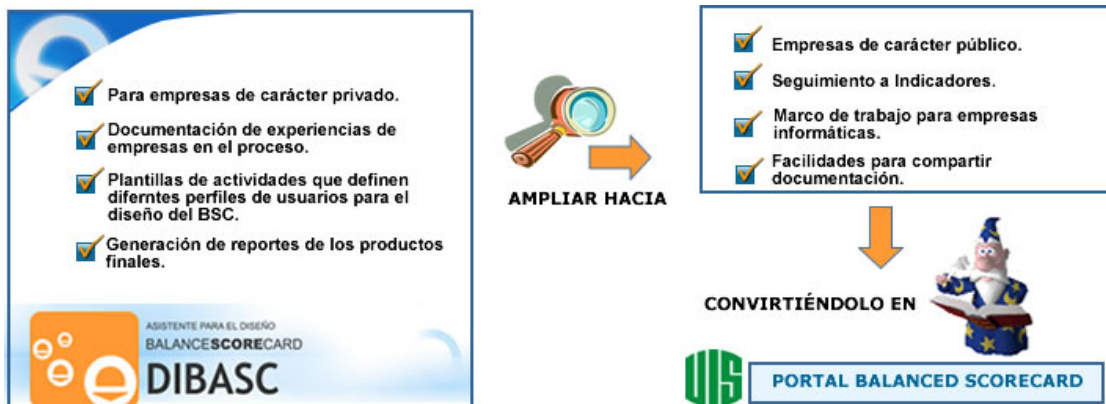 Para empresas de carácter privado.
Documentación de experiencias de
empresas en el proceso.
Plantillas de actividades que definen
diferntes perfiles de usuarios para el
diseño del BSC.
Generación de reportes de los productos
finales.
ASISTENTE PARA EL DISEÑO
BALANCESCORECARD
DIBASC
AMPLIAR HACIA
Empresas de carácter público.
Seguimiento a Indicadores.
Marco de trabajo para empresas
informáticas.
Facilidades para compartir
documentación.
CONVIRTIÉNDOLO EN
UIS
PORTAL BALANCED SCORECARD